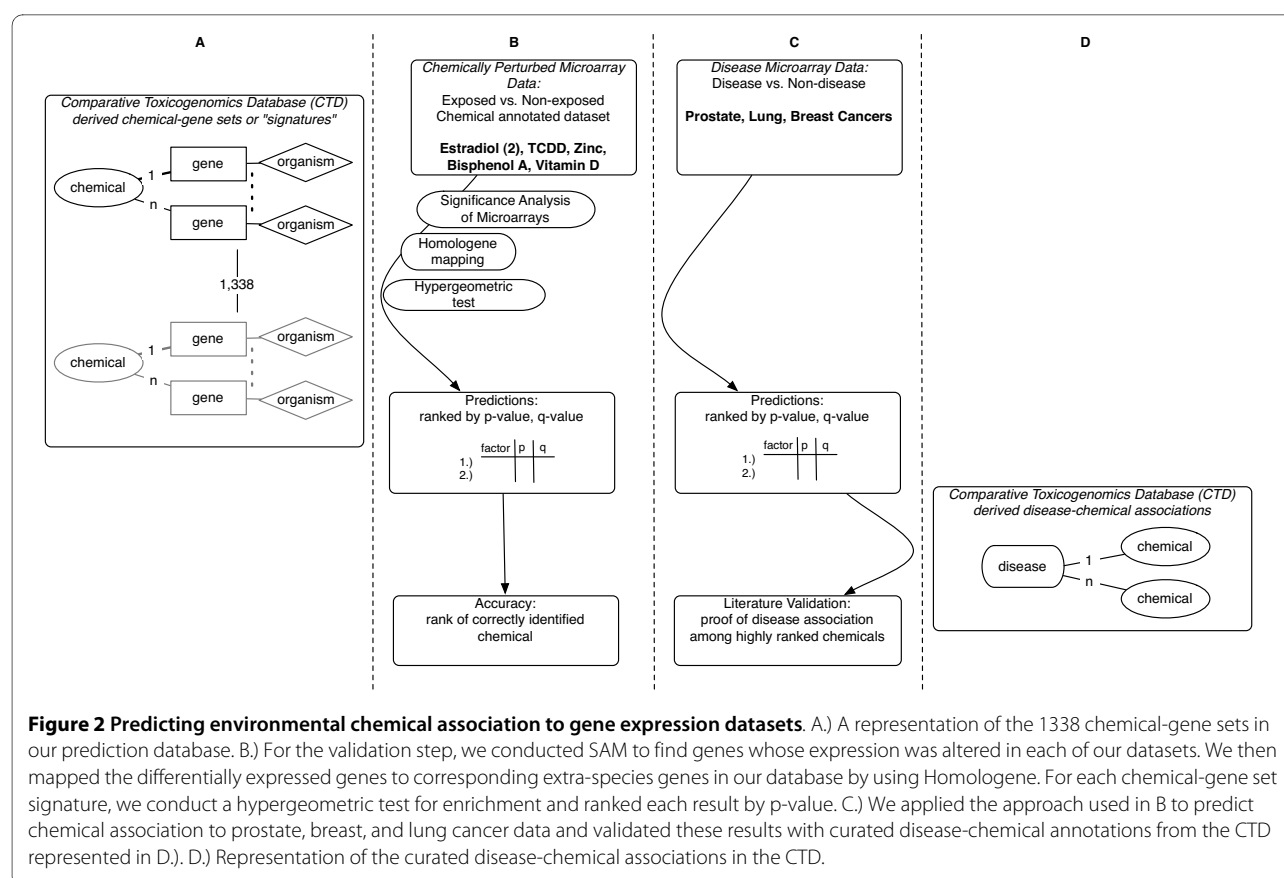 A
Comparative Toxicogenomics Database (CTD)
derived chemical-gene sets or "signatures"
chemical
1
n
gene
gene
organism
organism
1,338
chemical
1
n
gene
gene
organism
organism
B
Chemically Perturbed Microarray
Data:
Exposed vs. Non-exposed
Chemical annotated dataset
Estradiol (2), TCDD, Zinc,
Bisphenol A, Vitamin D
Significance Analysis
of Microarrays
Homologene
mapping
Hypergeometric
test
Predictions:
ranked by p-value, q-value
factor p q
1.)
2.)
Accuracy:
rank of correctly identified
chemical
C
Disease Microarray Data:
Disease vs. Non-disease
Prostate, Lung, Breast Cancers
Predictions:
ranked by p-value, q-value
factor p q
1.)
2.)
Literature Validation:
proof of disease association
among highly ranked chemicals
D
Comparative Toxicogenomics Database (CTD)
derived disease-chemical associations
disease
1
n
chemical
chemical
Figure 2 Predicting environmental chemical association to gene expression datasets. A.) A representation of the 1338 chemical-gene sets in
our prediction database. B.) For the validation step, we conducted SAM to find genes whose expression was altered in each of our datasets. We then
mapped the differentially expressed genes to corresponding extra-species genes in our database by using Homologene. For each chemical-gene set
signature, we conduct a hypergeometric test for enrichment and ranked each result by p-value. C.) We applied the approach used in B to predict
chemical association to prostate, breast, and lung cancer data and validated these results with curated disease-chemical annotations from the CTD
represented in D.). D.) Representation of the curated disease-chemical associations in the CTD.